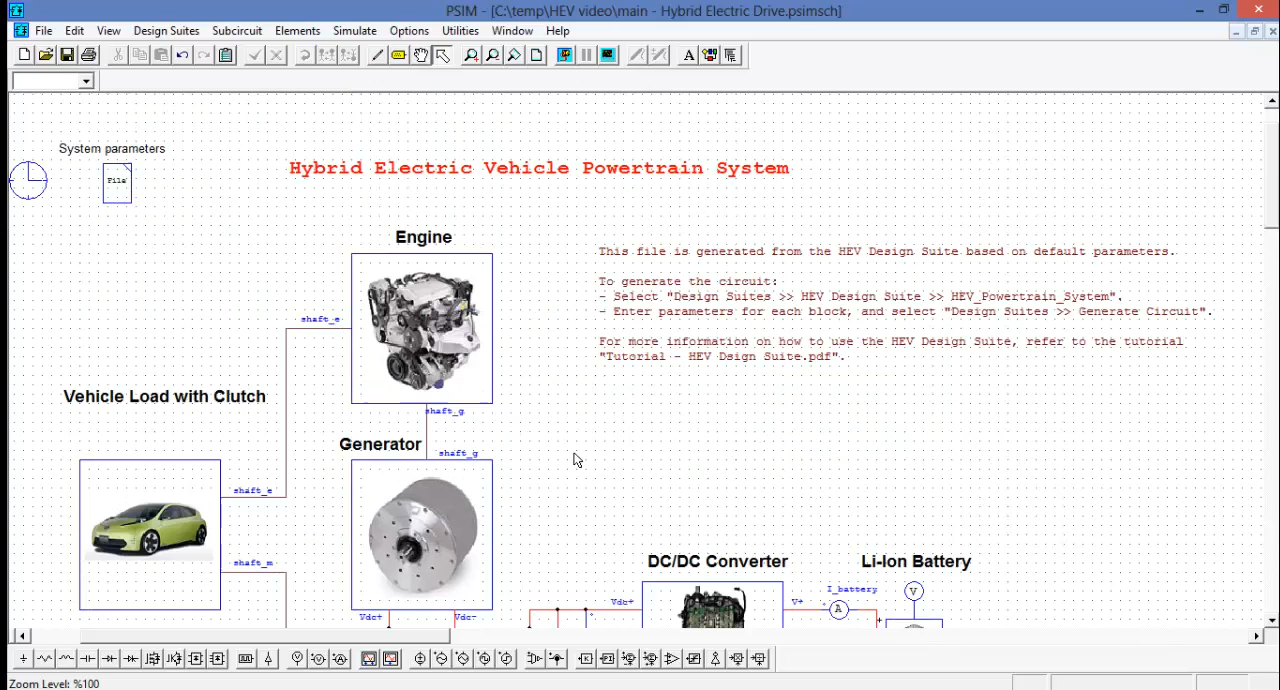 PSIM - [C:\temp\HEV video\main - Hybrid Electric Drive.psimsch]
File Edit View Design Suites Subcircuit Elements Simulate Options Utilities Window Help
System parameters
File
Hybrid Electric Vehicle Powertrain System
Engine
This file is generated from the HEV Design Suite based on default parameters.
To generate the circuit:
- Select "Design Suites >> HEV Design Suite >> HEV_Powertrain_System".
- Enter parameters for each block, and select "Design Suites >> Generate Circuit".
For more information on how to use the HEV Design Suite, refer to the tutorial
"Tutorial - HEV Dsign Suite.pdf".
shaft_e
Vehicle Load with Clutch
shaft_g
Generator
shaft_g
shaft_e
shaft_m
DC/DC Converter
Li-Ion Battery
I_battery
V
Vdc+
V+
A
Vdc+
Vdc-
Zoom Level: %100